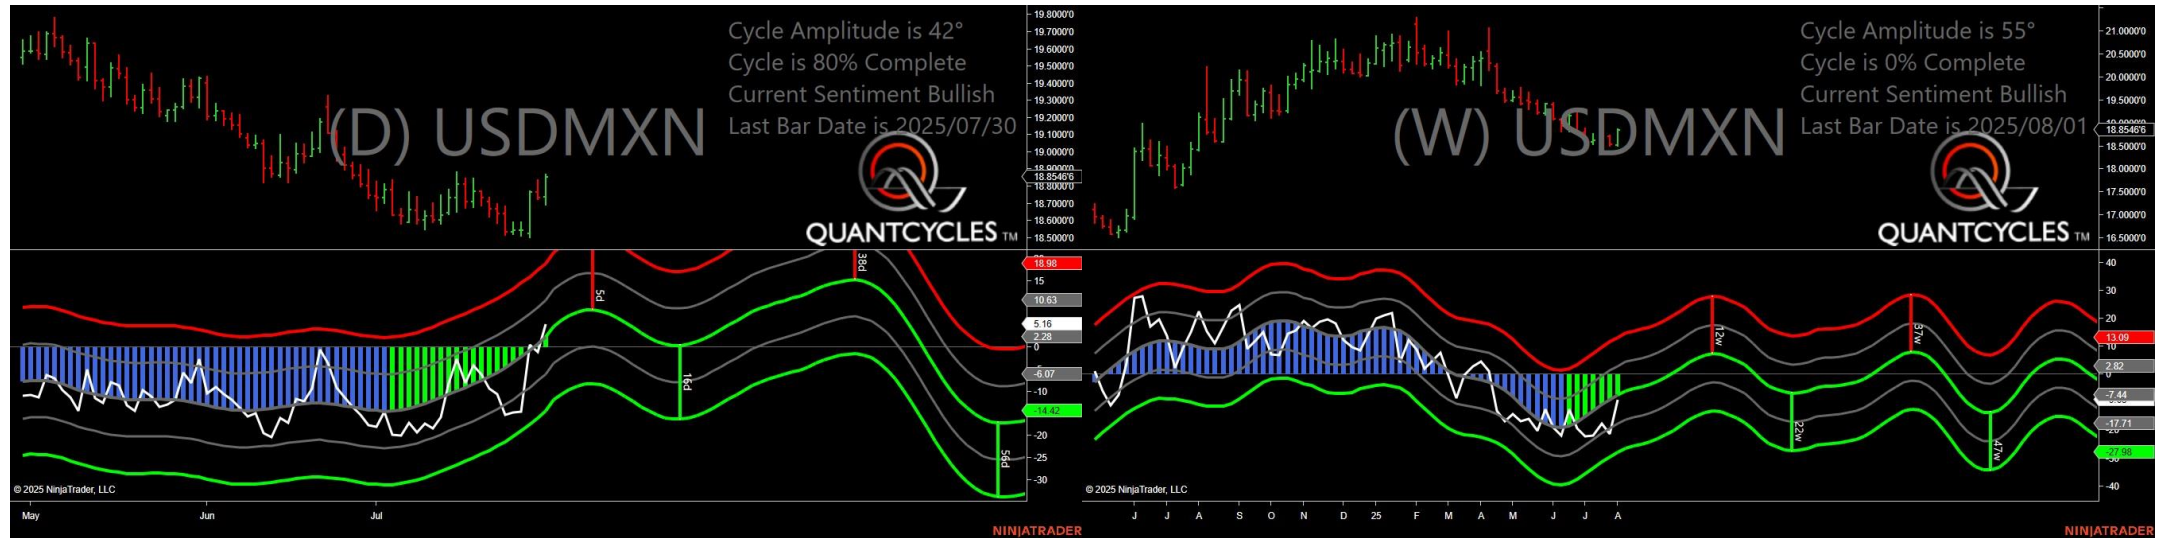 Cycle Amplitude is 42°
Cycle is 80% Complete
Current Sentiment Bullish
Last Bar Date is 2025/07/30
(D) USDMXN
QUANTCYCLES TM
19.8000'0
19.7000'0
19.6000'0
19.5000'0
19.4000'0
19.3000'0
19.2000'0
19.1000'0
19.0000'0
18.8546'6
18.8000'0
18.7000'0
18.6000'0
18.5000'0
18.98
15
10.63
5.16
2.28
0
-6.07
-10
-14.42
-20
-25
-30
5d
16d
38d
56d
© 2025 NinjaTrader, LLC
May
Jun
Jul
NINJATRADER
Cycle Amplitude is 55°
Cycle is 0% Complete
Current Sentiment Bullish
Last Bar Date is 2025/08/01
(W) USDMXN
QUANTCYCLES TM
21.0000'0
20.5000'0
20.0000'0
19.5000'0
18.8546'6
18.5000'0
17.5000'0
17.0000'0
16.5000'0
40
30
20
13.09
10
2.82
0
-7.44
-17.71
-27.98
-40
12w
22w
37w
47w
© 2025 NinjaTrader, LLC
J
J
A
S
O
N
D
25
F
M
A
M
J
J
A
NINJATRADER